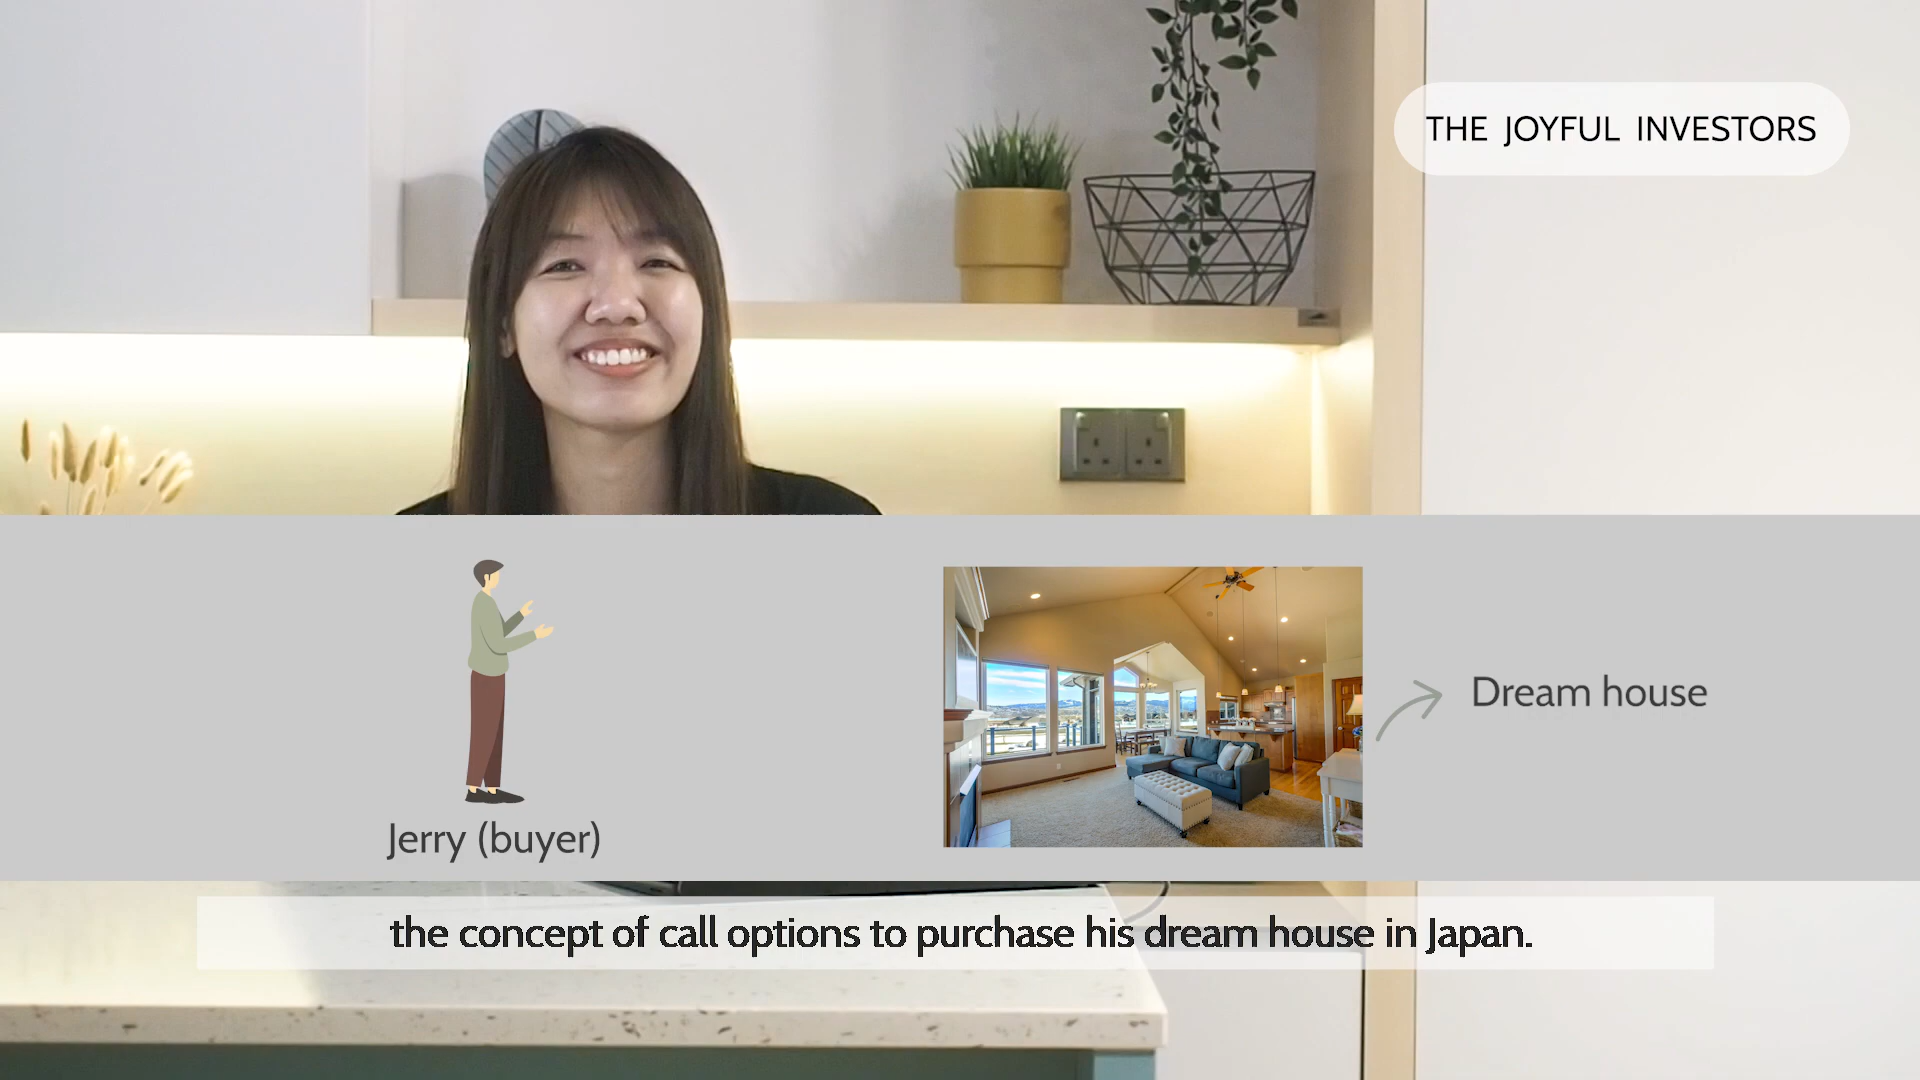 THE JOYFUL INVESTORS
Dream house
Jerry (buyer)
the concept of call options to purchase his dream house in Japan.